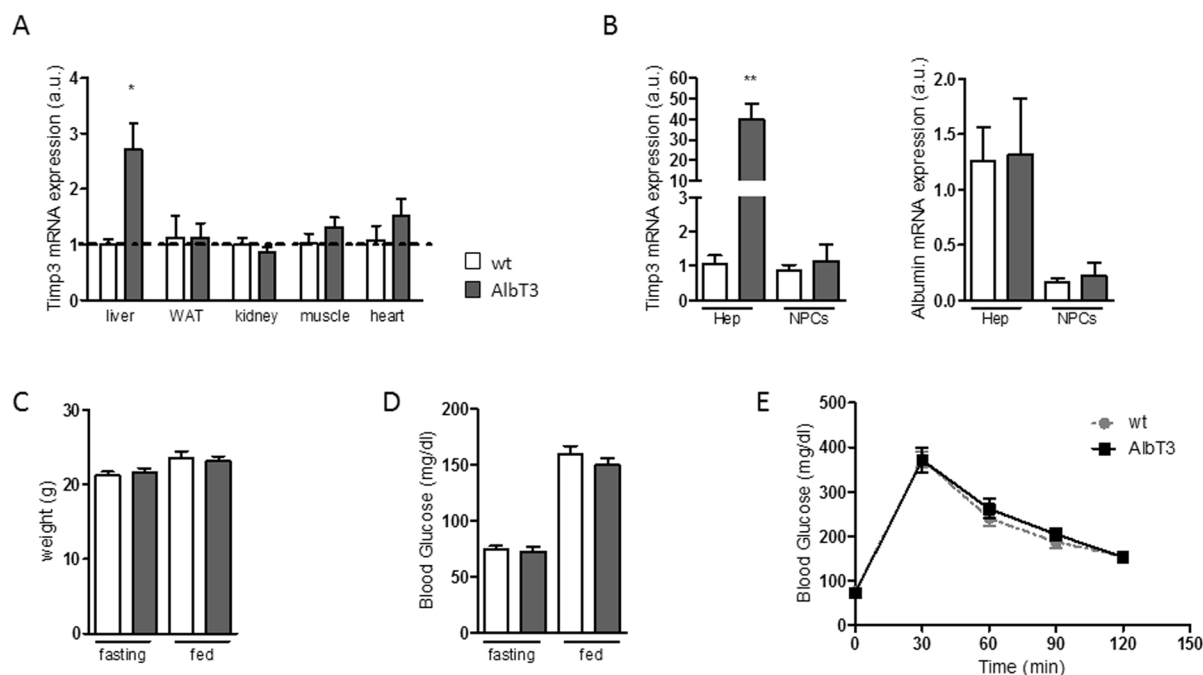 A
Timp3 mRNA expression (a.u.)
4
3
2
1
0
*
liver WAT kidney muscle heart
wt
AlbT3
B
Timp3 mRNA expression (a.u.)
60
50
40
30
20
10
3
2
1
0
**
Hep NPCs
Albumin mRNA expression (a.u.)
2.0
1.5
1.0
0.5
0.0
Hep NPCs
C
weight (g)
30
20
10
0
fasting fed
D
Blood Glucose (mg/dl)
200
150
100
50
0
fasting fed
E
Blood Glucose (mg/dl)
500
400
300
200
100
0
wt
AlbT3
0 30 60 90 120 150
Time (min)